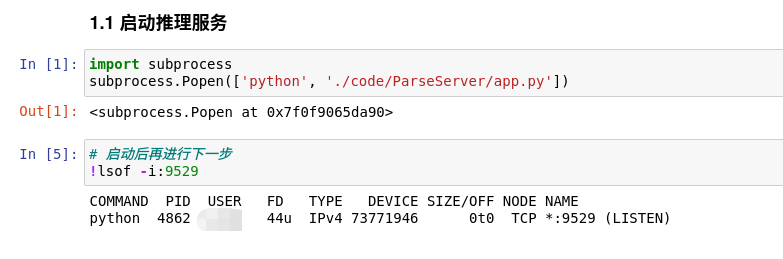 1.1 启动推理服务
In [1]: import subprocess
subprocess.Popen(['python', './code/ParseServer/app.py'])
Out[1]: <subprocess.Popen at 0x7f0f9065da90>
In [5]: # 启动后再进行下一步
!lsof -i:9529
COMMAND  PID  USER   FD   TYPE   DEVICE SIZE/OFF NODE NAME
python  4862        44u  IPv4 73771946      0t0  TCP *:9529 (LISTEN)